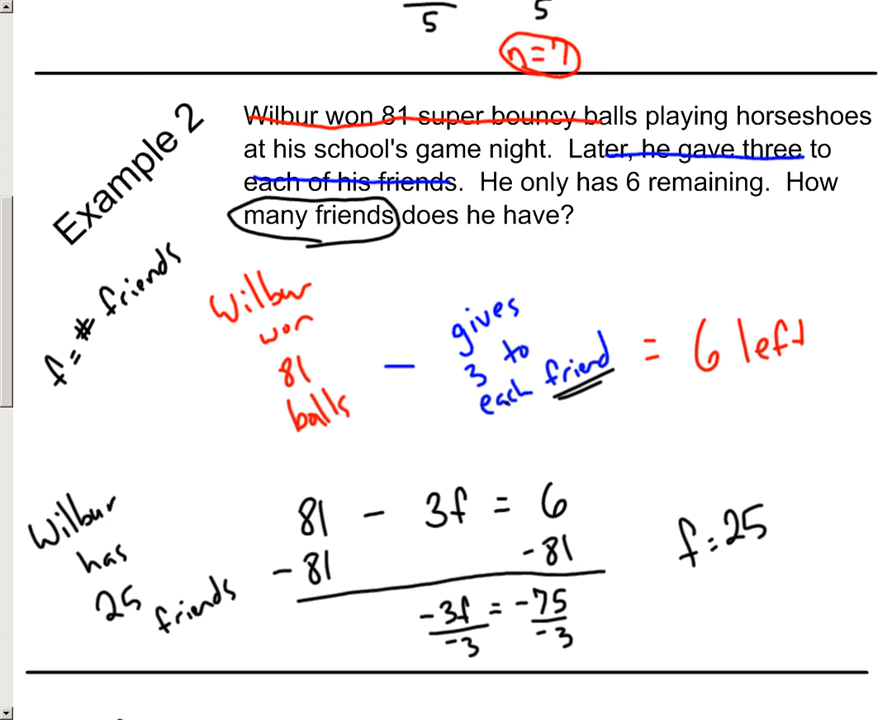 5 5
n=7
Example 2
Wilbur won 81 super bouncy balls playing horseshoes
at his school's game night. Later, he gave three to
each of his friends. He only has 6 remaining. How
many friends does he have?
f = # friends
Wilbur
won
81
balls
-
gives
3 to
each friend
= 6 left
81 - 3f = 6
-81 -81
-3f = -75
-3 -3
f=25
Wilbur
has
25 friends